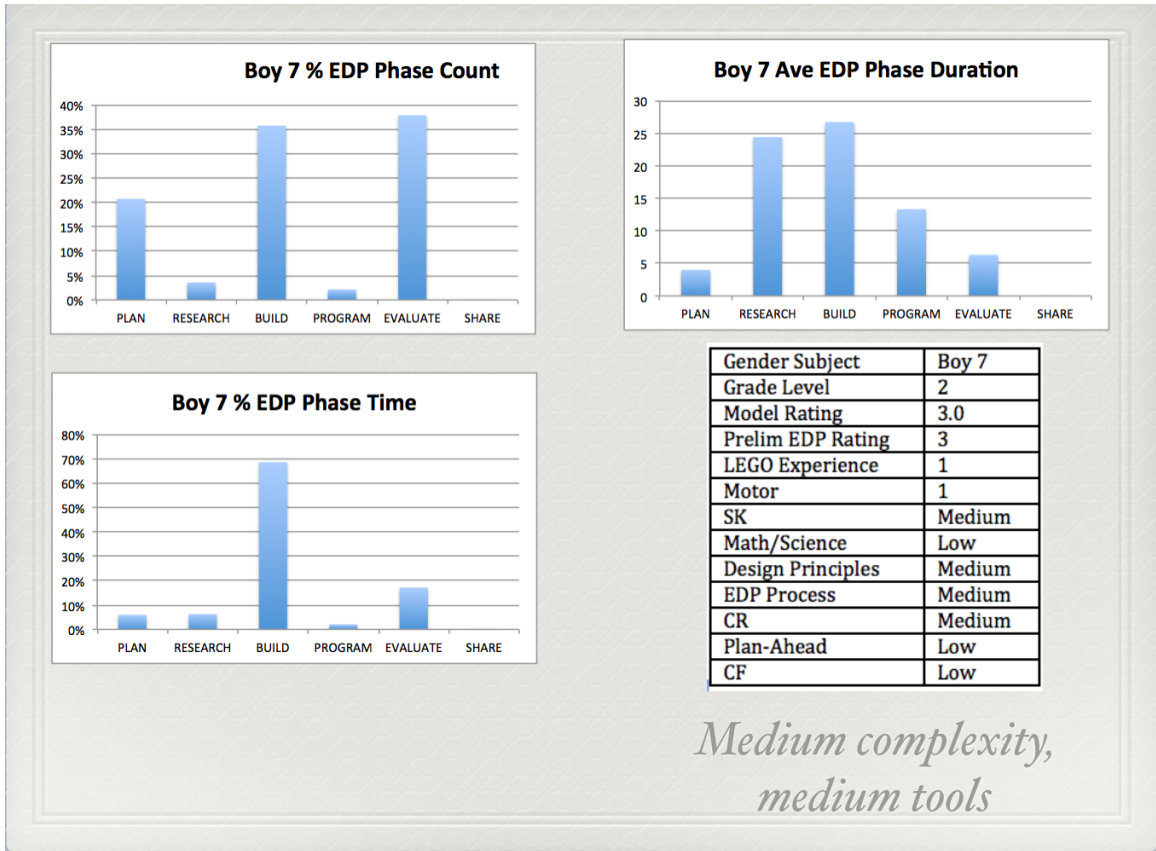 Boy 7 % EDP Phase Count
40%
35%
30%
25%
20%
15%
10%
5%
0%
PLAN RESEARCH BUILD PROGRAM EVALUATE SHARE
Boy 7 Ave EDP Phase Duration
30
25
20
15
10
5
0
PLAN RESEARCH BUILD PROGRAM EVALUATE SHARE
Boy 7 % EDP Phase Time
80%
70%
60%
50%
40%
30%
20%
10%
0%
PLAN RESEARCH BUILD PROGRAM EVALUATE SHARE
Gender Subject Boy 7
Grade Level 2
Model Rating 3.0
Prelim EDP Rating 3
LEGO Experience 1
Motor 1
SK Medium
Math/Science Low
Design Principles Medium
EDP Process Medium
CR Medium
Plan-Ahead Low
CF Low
Medium complexity,
medium tools